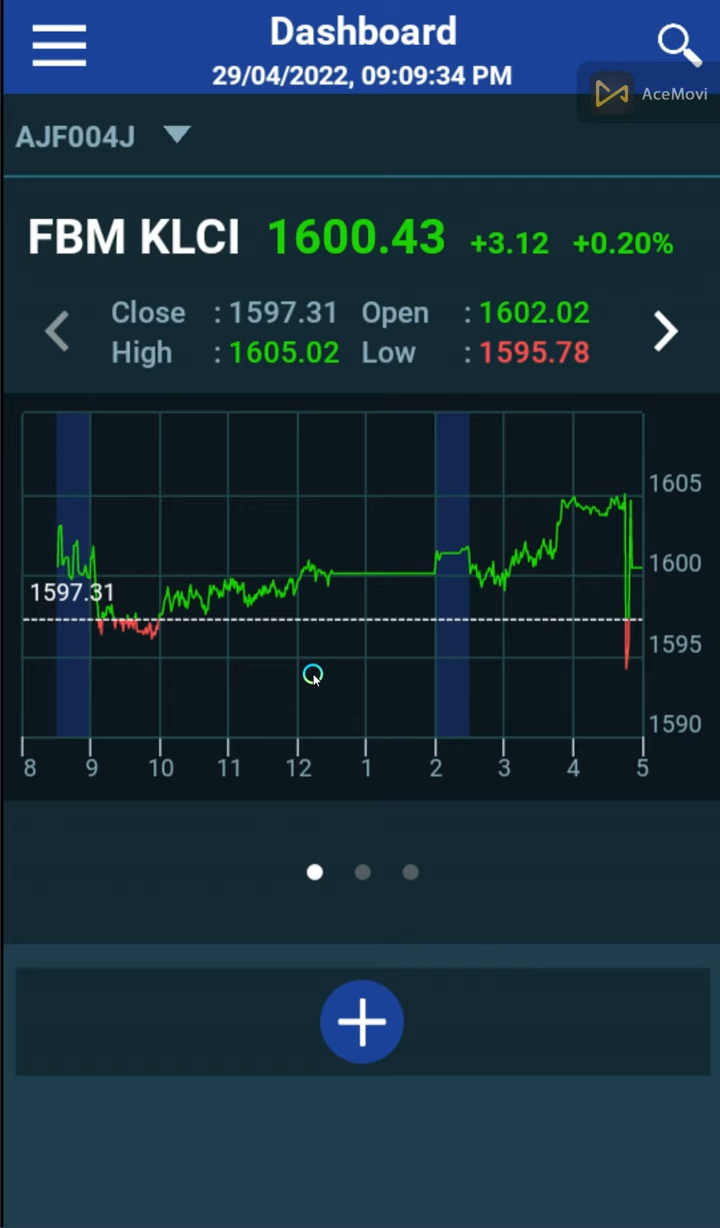 Dashboard
29/04/2022, 09:09:34 PM
AceMovi
AJF004J
FBM KLCI 1600.43 +3.12 +0.20%
Close : 1597.31 Open : 1602.02
High : 1605.02 Low : 1595.78
1605
1600
1597.31
1595
1590
8 9 10 11 12 1 2 3 4 5